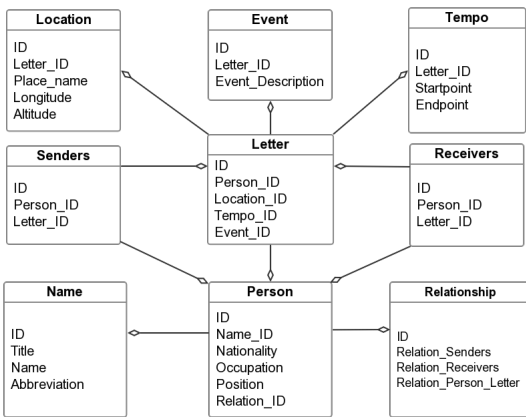 Location
ID
Letter_ID
Place_name
Longitude
Altitude
Event
ID
Letter_ID
Event_Description
Tempo
ID
Letter_ID
Startpoint
Endpoint
Senders
ID
Person_ID
Letter_ID
Letter
ID
Person_ID
Location_ID
Tempo_ID
Event_ID
Receivers
ID
Person_ID
Letter_ID
Name
ID
Title
Name
Abbreviation
Person
ID
Name_ID
Nationality
Occupation
Position
Relation_ID
Relationship
ID
Relation_Senders
Relation_Receivers
Relation_Person_Letter